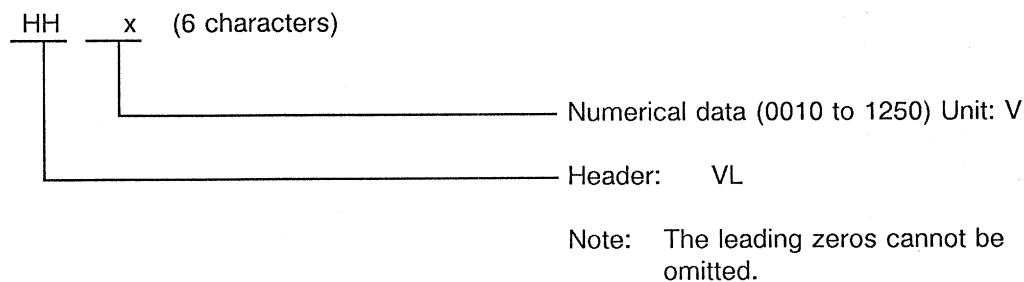 HH x (6 characters)
Numerical data (0010 to 1250) Unit: V
Header: VL
Note: The leading zeros cannot be
omitted.